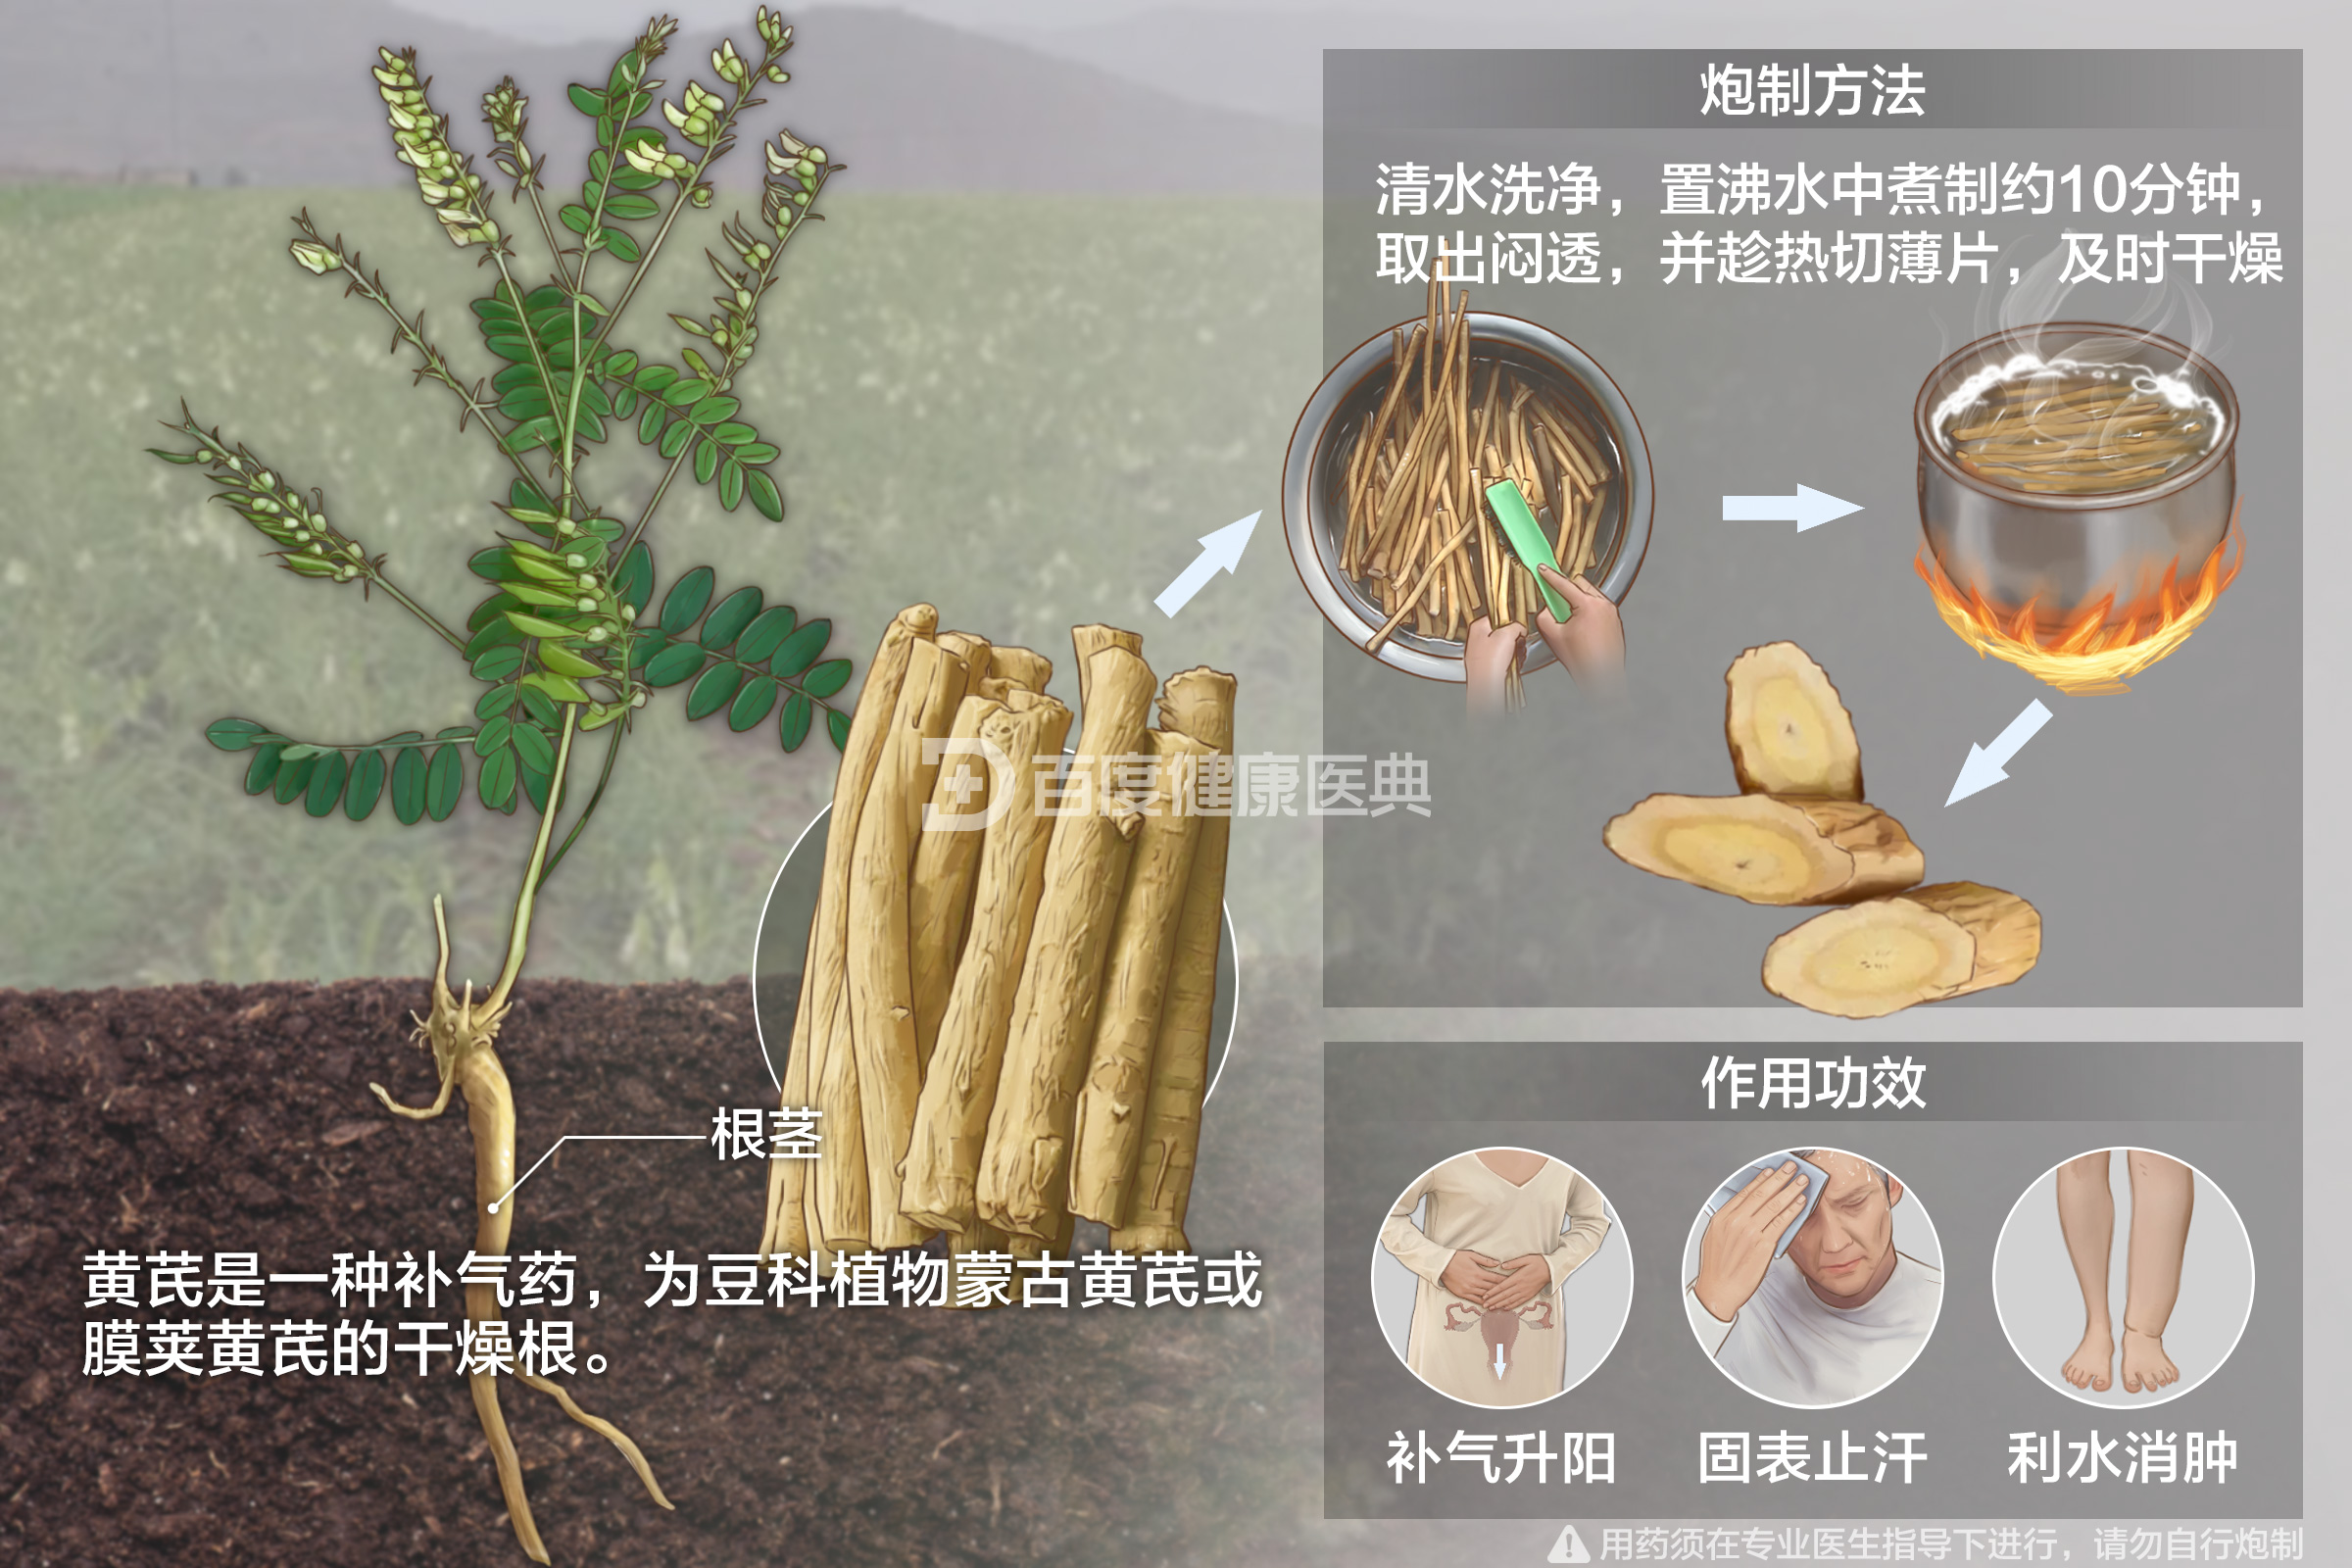 炮制方法
清水洗净，置沸水中煮制约10分钟，
取出闷透，并趁热切薄片，及时干燥
百度健康医典
根茎
黄芪是一种补气药，为豆科植物蒙古黄芪或
膜荚黄芪的干燥根。
作用功效
补气升阳
固表止汗
利水消肿
用药须在专业医生指导下进行，请勿自行炮制